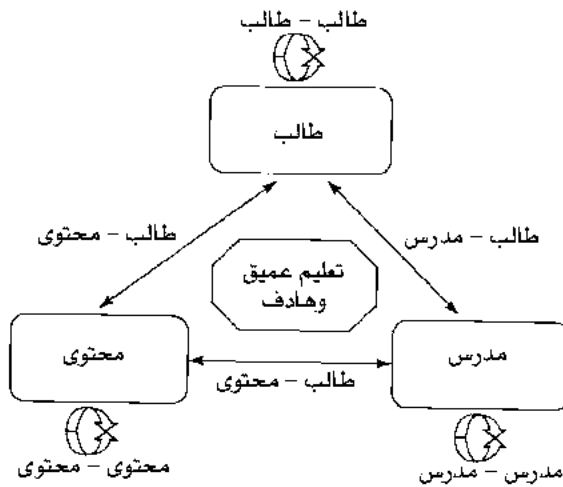 طالب – طالب
طالب
طالب – محتوى
طالب – مدرس
تعليم عميق
وهادف
محتوى
مدرس
طالب – محتوى
محتوى – محتوى
مدرس – مدرس